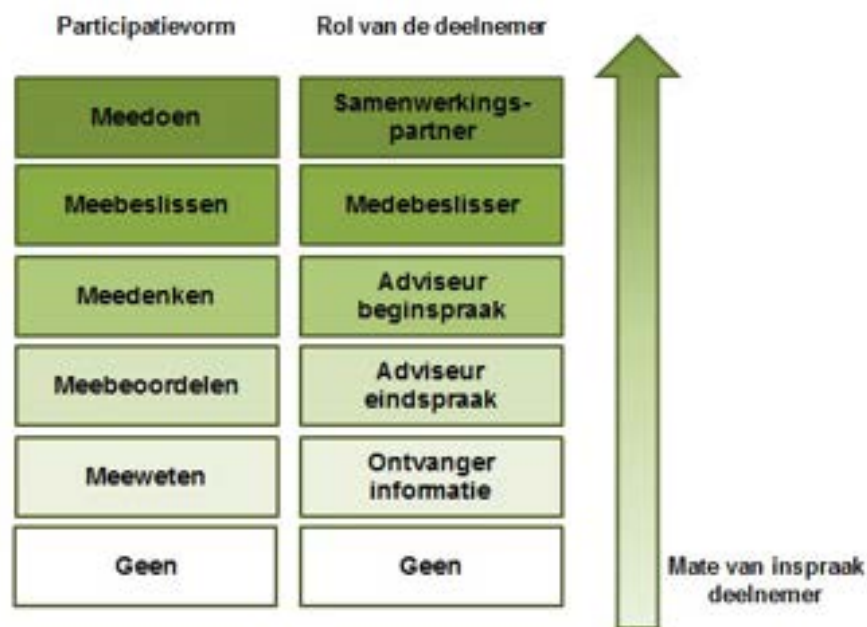 Participatievorm
Rol van de deelnemer
Meedoen
Samenwerkings-
partner
Meebeslissen
Medebeslisser
Meedenken
Adviseur
beginspraak
Meebeoordelen
Adviseur
eindspraak
Meeweten
Ontvanger
informatie
Geen
Geen
Mate van inspraak
deelnemer